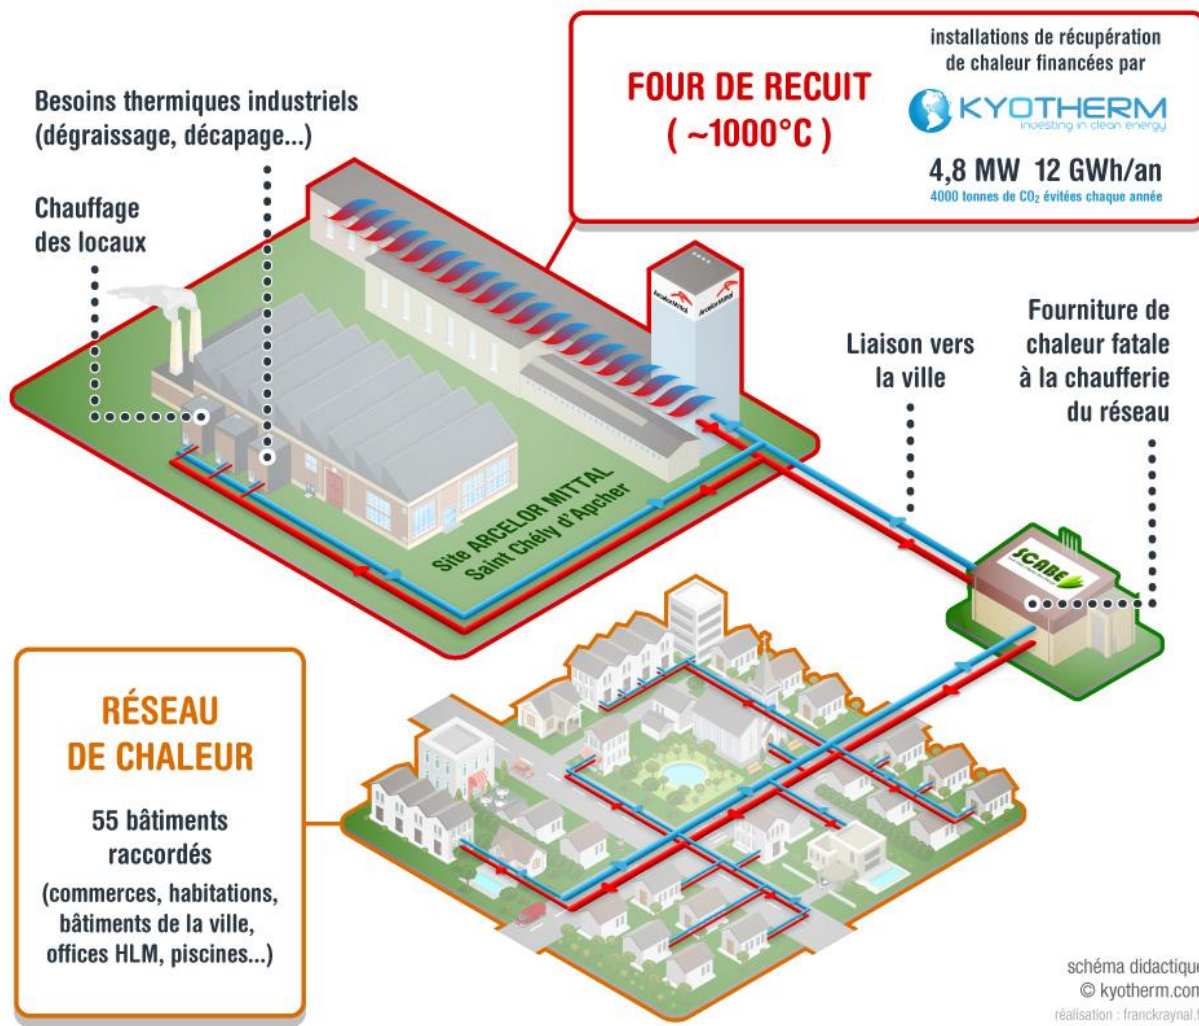 FOUR DE RECUIT
( ~1000°C )
installations de récupération
de chaleur financées par
KYOTHERM
investing in clean energy
4,8 MW 12 GWh/an
4000 tonnes de CO₂ évitées chaque année
Besoins thermiques industriels
(dégraissage, décapage...)
Chauffage
des locaux
ArcelorMittal
ArcelorMittal
Liaison vers
la ville
Fourniture de
chaleur fatale
à la chaufferie
du réseau
Site ARCELOR MITTAL
Saint Chély d'Apcher
SCABE
RÉSEAU
DE CHALEUR
55 bâtiments
raccordés
(commerces, habitations,
bâtiments de la ville,
offices HLM, piscines...)
schéma didactique
© kyotherm.com
réalisation : franckraynal.f